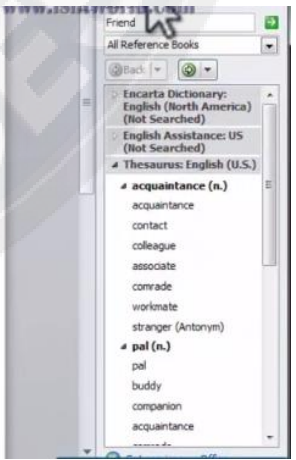 Friend
All Reference Books
Back
Encarta Dictionary:
English (North America)
(Not Searched)
English Assistance: US
(Not Searched)
Thesaurus: English (U.S.)
acquaintance (n.)
acquaintance
contact
colleague
associate
comrade
workmate
stranger (Antonym)
pal (n.)
pal
buddy
companion
acquaintance